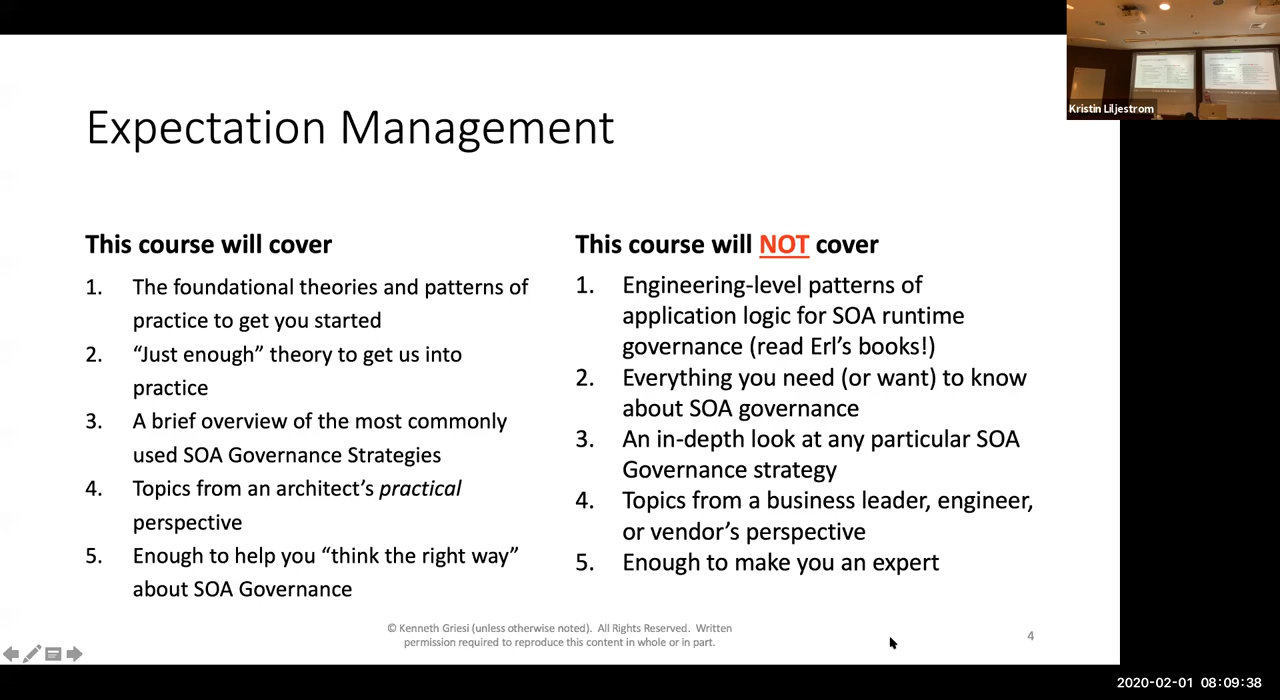 Expectation Management
This course will cover
1. The foundational theories and patterns of
practice to get you started
2. “Just enough” theory to get us into
practice
3. A brief overview of the most commonly
used SOA Governance Strategies
4. Topics from an architect’s practical
perspective
5. Enough to help you “think the right way”
about SOA Governance
This course will NOT cover
1. Engineering-level patterns of
application logic for SOA runtime
governance (read Erl’s books!)
2. Everything you need (or want) to know
about SOA governance
3. An in-depth look at any particular SOA
Governance strategy
4. Topics from a business leader, engineer,
or vendor’s perspective
5. Enough to make you an expert
© Kenneth Griesi (unless otherwise noted). All Rights Reserved. Written
permission required to reproduce this content in whole or in part.
4
Kristin Liljestrom
2020-02-01 08:09:38